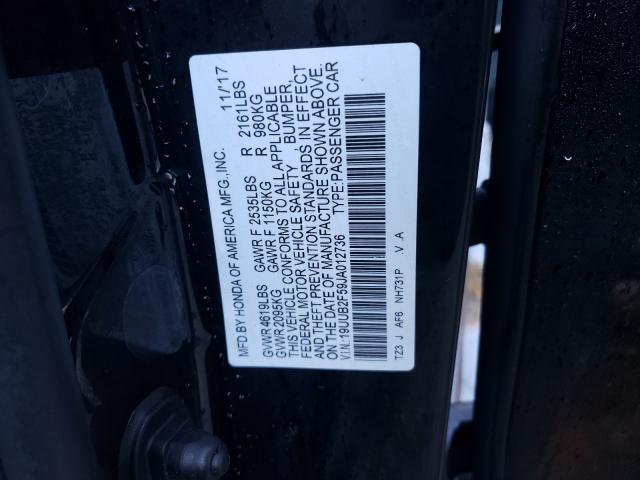 MFD.BY HONDA OF AMERICA MFG.,INC. 11/'17
GVWR 4619LBS GAWR F 2535LBS R 2161LBS
GVWR 2095KG GAWR F 1150KG R 980KG
THIS VEHICLE CONFORMS TO ALL APPLICABLE
FEDERAL MOTOR VEHICLE SAFETY , BUMPER,
AND THEFT PREVENTION STANDARDS IN EFFECT
ON THE DATE OF MANUFACTURE SHOWN ABOVE.
V.I.N.:19UUB2F59JA012736 TYPE:PASSENGER CAR
TZ3 J AF6 NH731P .V .A